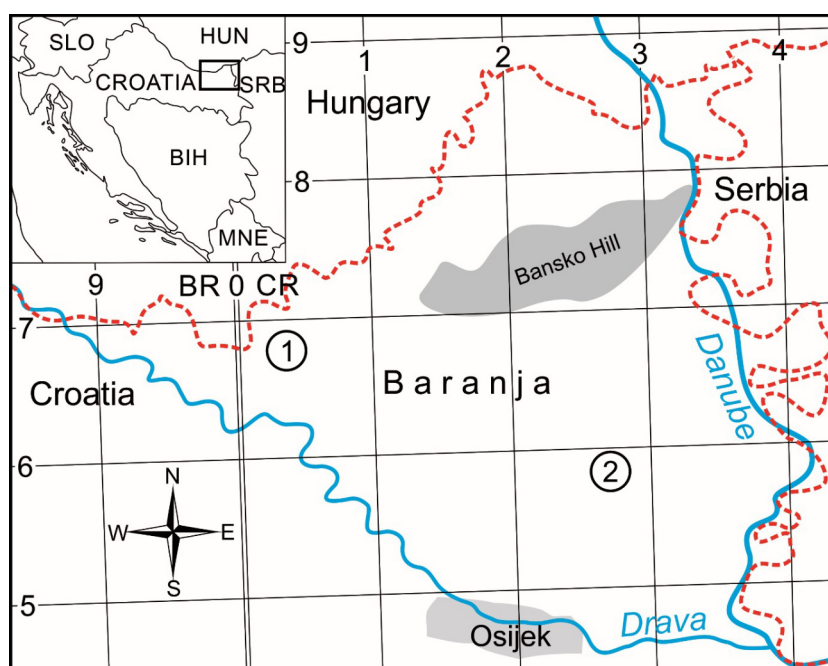 SLO
HUN
CROATIA
SRB
BIH
MNE
9
1
2
3
4
Hungary
8
Serbia
Bansko Hill
9
BR 0 CR
7
1
Croatia
Baranja
Danube
6
2
N
W
E
S
5
Osijek
Drava